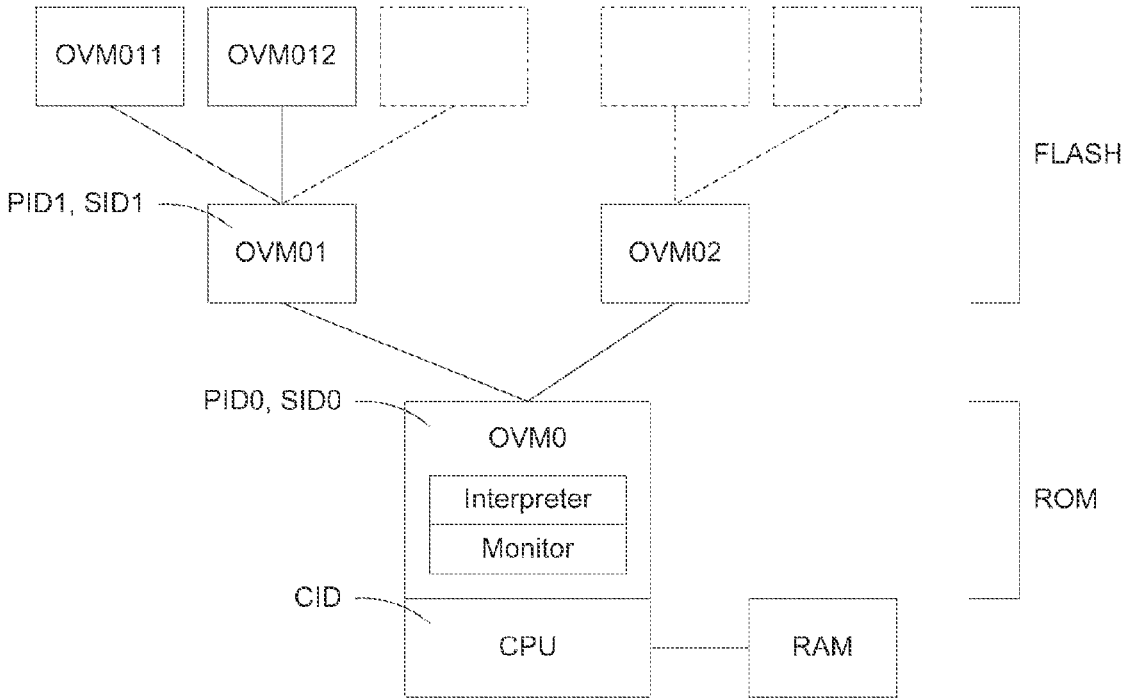 OVM011
OVM012
FLASH
PID1, SID1
OVM01
OVM02
PID0, SID0
OVM0
Interpreter
Monitor
ROM
CID
CPU
RAM